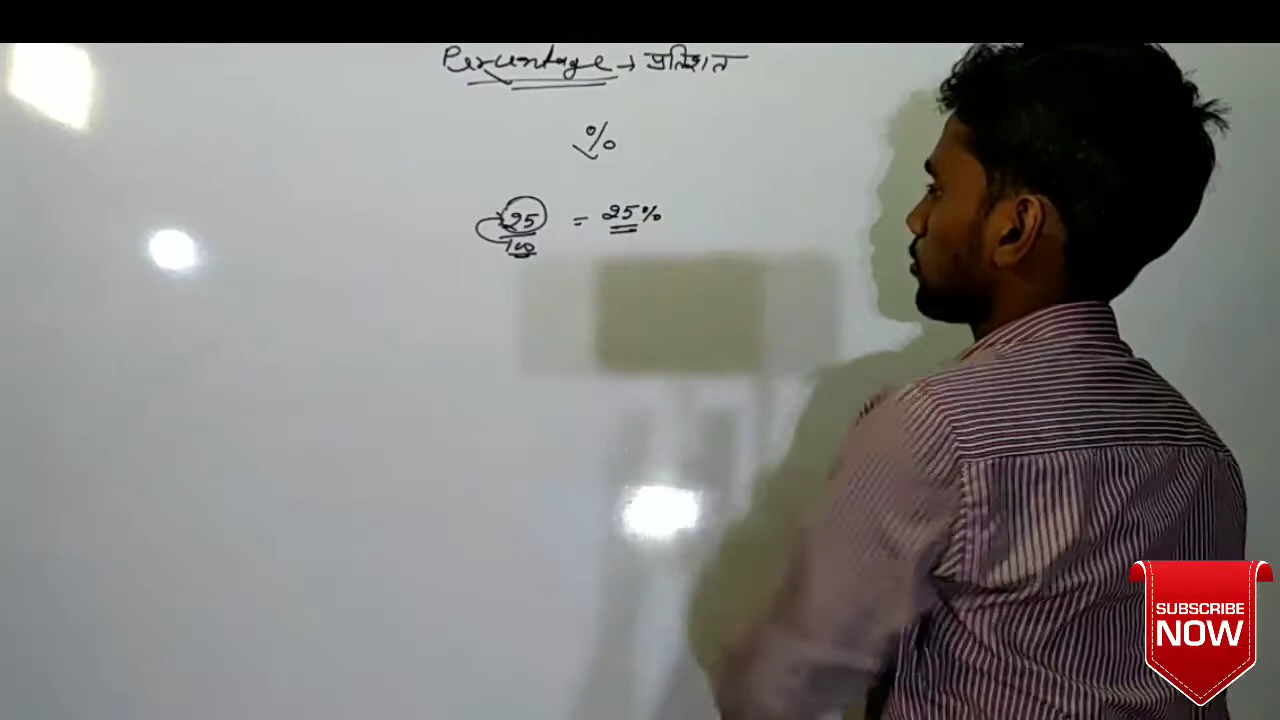 Percentage → प्रतिशत
%
25/100 = 25%
SUBSCRIBE
NOW